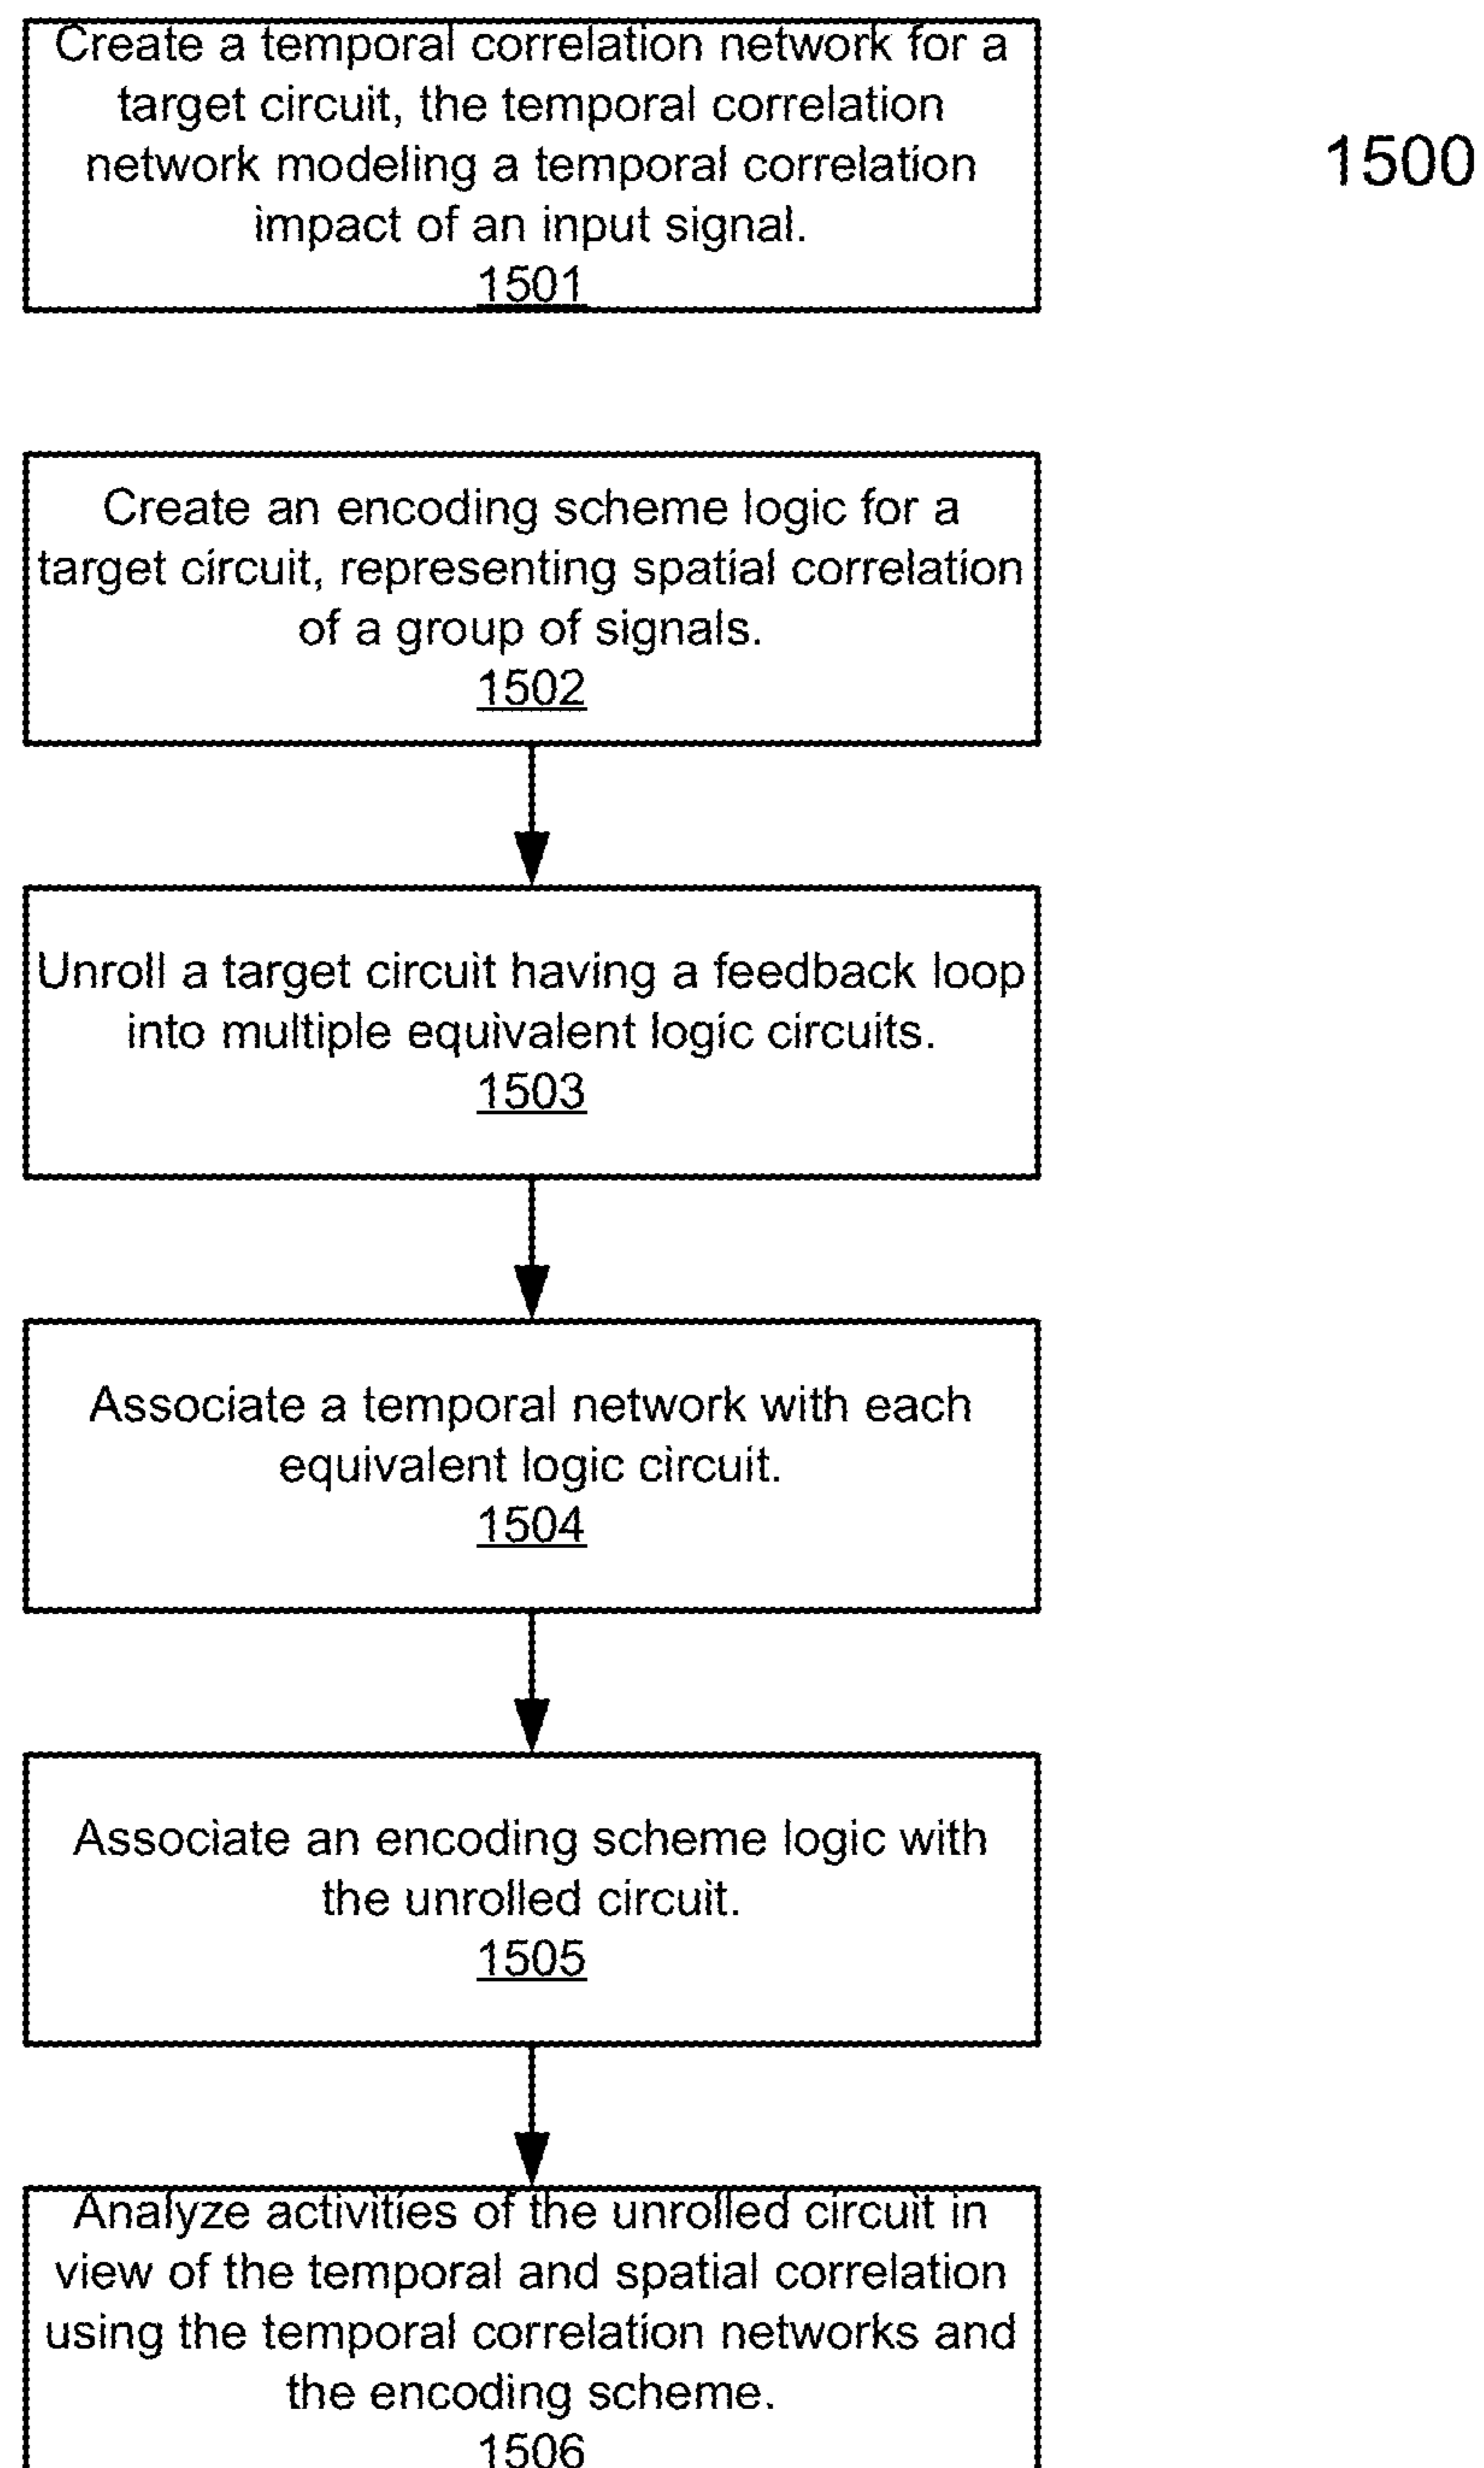 Create a temporal correlation network for a
target circuit, the temporal correlation
network modeling a temporal correlation
impact of an input signal.
1501
1500
Create an encoding scheme logic for a
target circuit, representing spatial correlation
of a group of signals.
1502
Unroll a target circuit having a feedback loop
into multiple equivalent logic circuits.
1503
Associate a temporal network with each
equivalent logic circuit.
1504
Associate an encoding scheme logic with
the unrolled circuit.
1505
Analyze activities of the unrolled circuit in
view of the temporal and spatial correlation
using the temporal correlation networks and
the encoding scheme.
1506